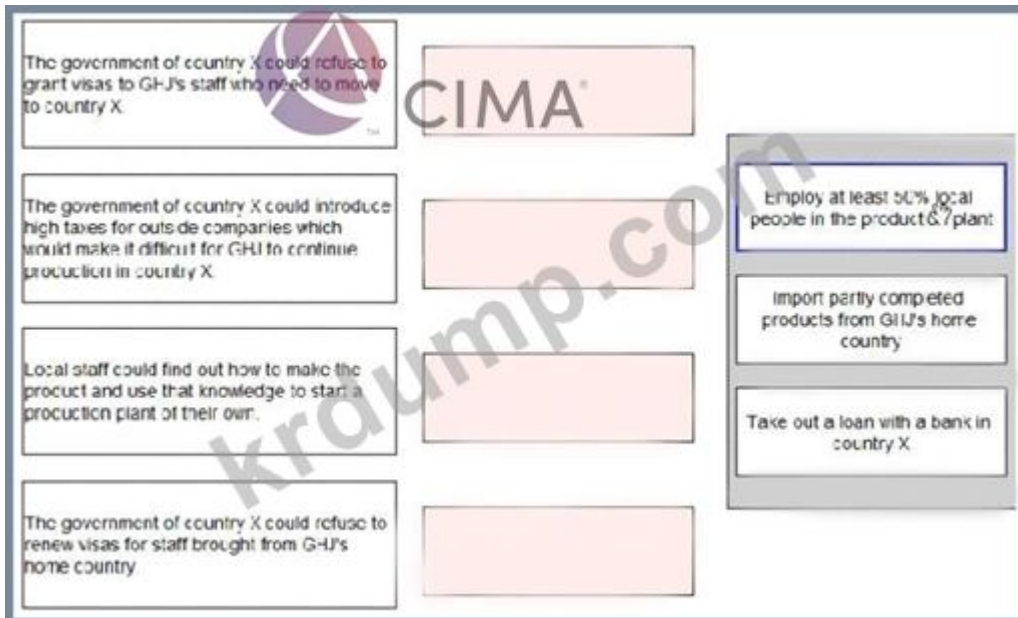 The government of country X could refuse to
grant visas to GHJ's staff who need to move
to country X
CIMA
The government of country X could introduce
high taxes for outside companies which
would make it difficult for GHJ to continue
production in country X
Local staff could find out how to make the
product and use that knowledge to start a
production plant of their own.
The government of country X could refuse to
renew visas for staff brought from GHJ's
home country
Employ at least 50% local
people in the plant
Import partly completed
products from GHJ's home
country
Take out a loan with a bank in
country X
krdump.com